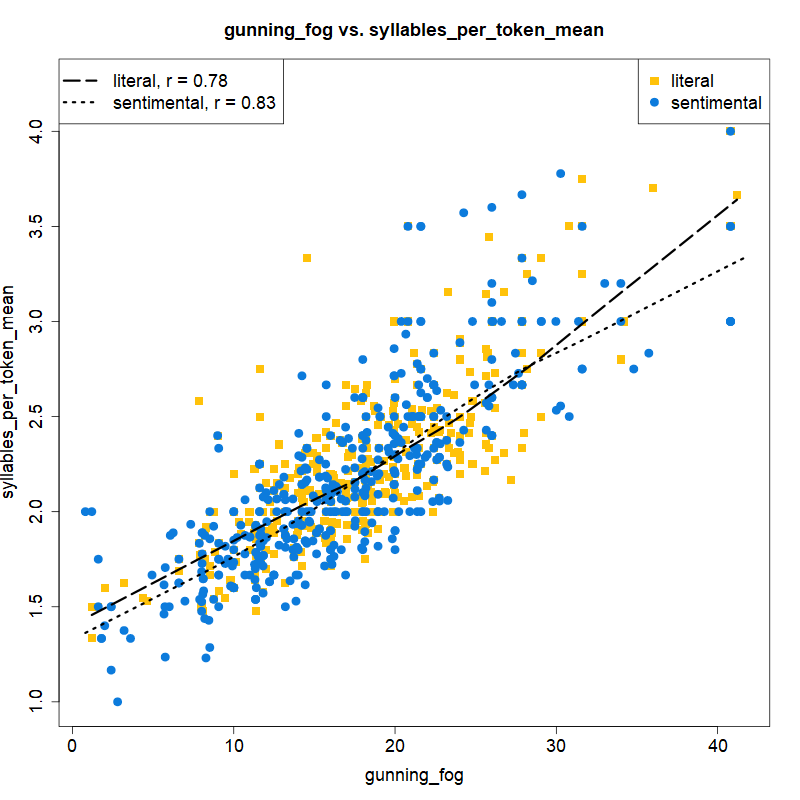 gunning_fog vs. syllables_per_token_mean
literal, r = 0.78
sentimental, r = 0.83
literal
sentimental
syllables_per_token_mean
4.0
3.5
3.0
2.5
2.0
1.5
1.0
0 10 20 30 40
gunning_fog